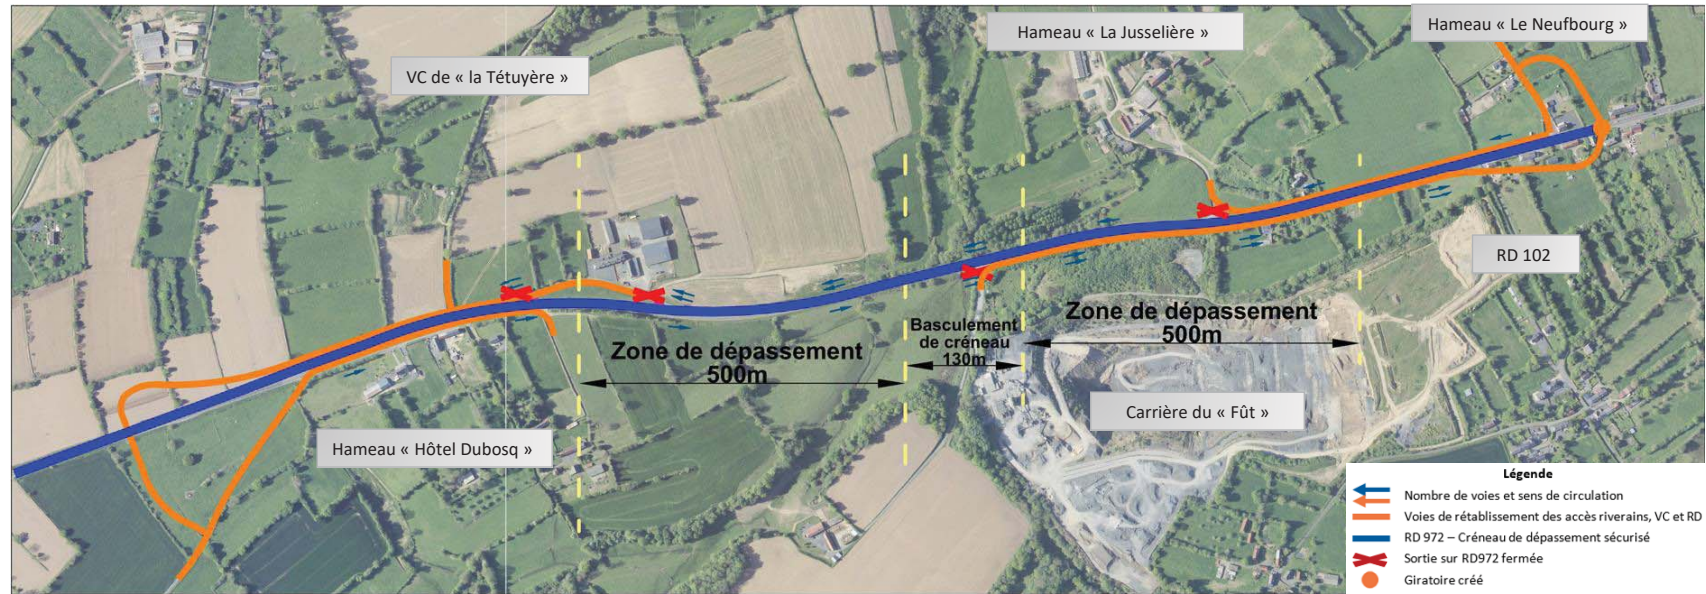 Hameau « La Jusselière »
Hameau « Le Neufbourg »
VC de « la Tétuyère »
RD 102
Zone de dépassement
500m
Basculement
de créneau
130m
Zone de dépassement
500m
Carrière du « Fût »
Hameau « Hôtel Dubosq »
Légende
Nombre de voies et sens de circulation
Voies de rétablissement des accès riverains, VC et RD
RD 972 – Créneau de dépassement sécurisé
Sortie sur RD972 fermée
Giratoire créé